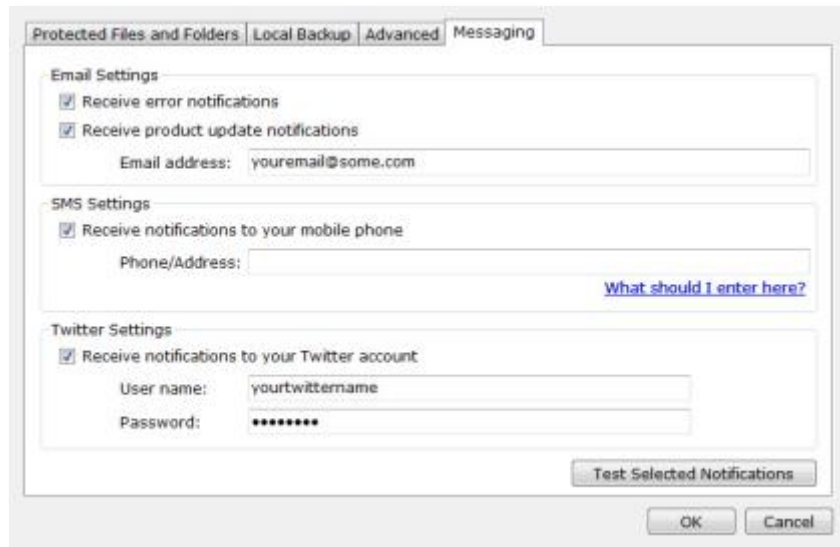 Protected Files and Folders Local Backup Advanced Messaging
Email Settings
Receive error notifications
Receive product update notifications
Email address: youremail@some.com
SMS Settings
Receive notifications to your mobile phone
Phone/Address:
What should I enter here?
Twitter Settings
Receive notifications to your Twitter account
User name: yourtwittername
Password: ••••••••
Test Selected Notifications
OK Cancel